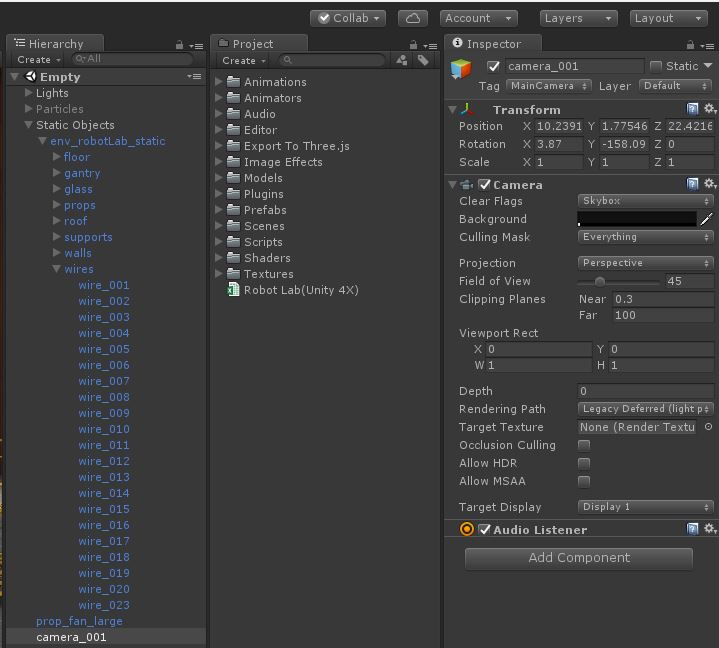 Collab
Account
Layers
Layout
Hierarchy
Create
All
Empty
Lights
Particles
Static Objects
env_robotLab_static
floor
gantry
glass
props
roof
supports
walls
wires
wire_001
wire_002
wire_003
wire_004
wire_005
wire_006
wire_007
wire_008
wire_009
wire_010
wire_011
wire_012
wire_013
wire_014
wire_015
wire_016
wire_017
wire_018
wire_019
wire_020
wire_023
prop_fan_large
camera_001
Project
Create
Animations
Animators
Audio
Editor
Export To Three.js
Image Effects
Models
Plugins
Prefabs
Scenes
Scripts
Shaders
Textures
Robot Lab(Unity 4X)
Inspector
camera_001 Static
Tag MainCamera Layer Default
Transform
Position X 10.2391 Y 1.77546 Z 22.4216
Rotation X 3.87 Y -158.09 Z 0
Scale X 1 Y 1 Z 1
Camera
Clear Flags Skybox
Background
Culling Mask Everything
Projection Perspective
Field of View 45
Clipping Planes Near 0.3
Far 100
Viewport Rect
X 0 Y 0
W 1 H 1
Depth 0
Rendering Path Legacy Deferred (light p
Target Texture None (Render Textu
Occlusion Culling
Allow HDR
Allow MSAA
Target Display Display 1
Audio Listener
Add Component